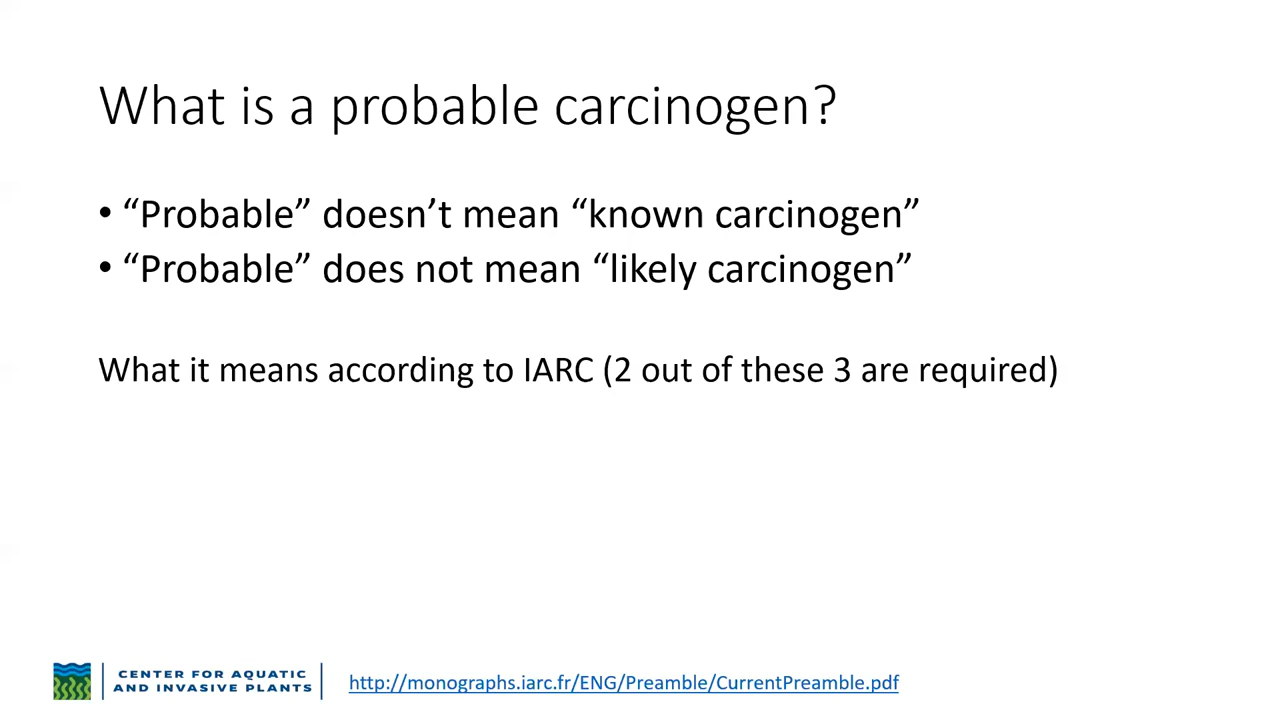 What is a probable carcinogen?
• “Probable” doesn’t mean “known carcinogen”
• “Probable” does not mean “likely carcinogen”
What it means according to IARC (2 out of these 3 are required)
CENTER FOR AQUATIC
AND INVASIVE PLANTS
http://monographs.iarc.fr/ENG/Preamble/CurrentPreamble.pdf